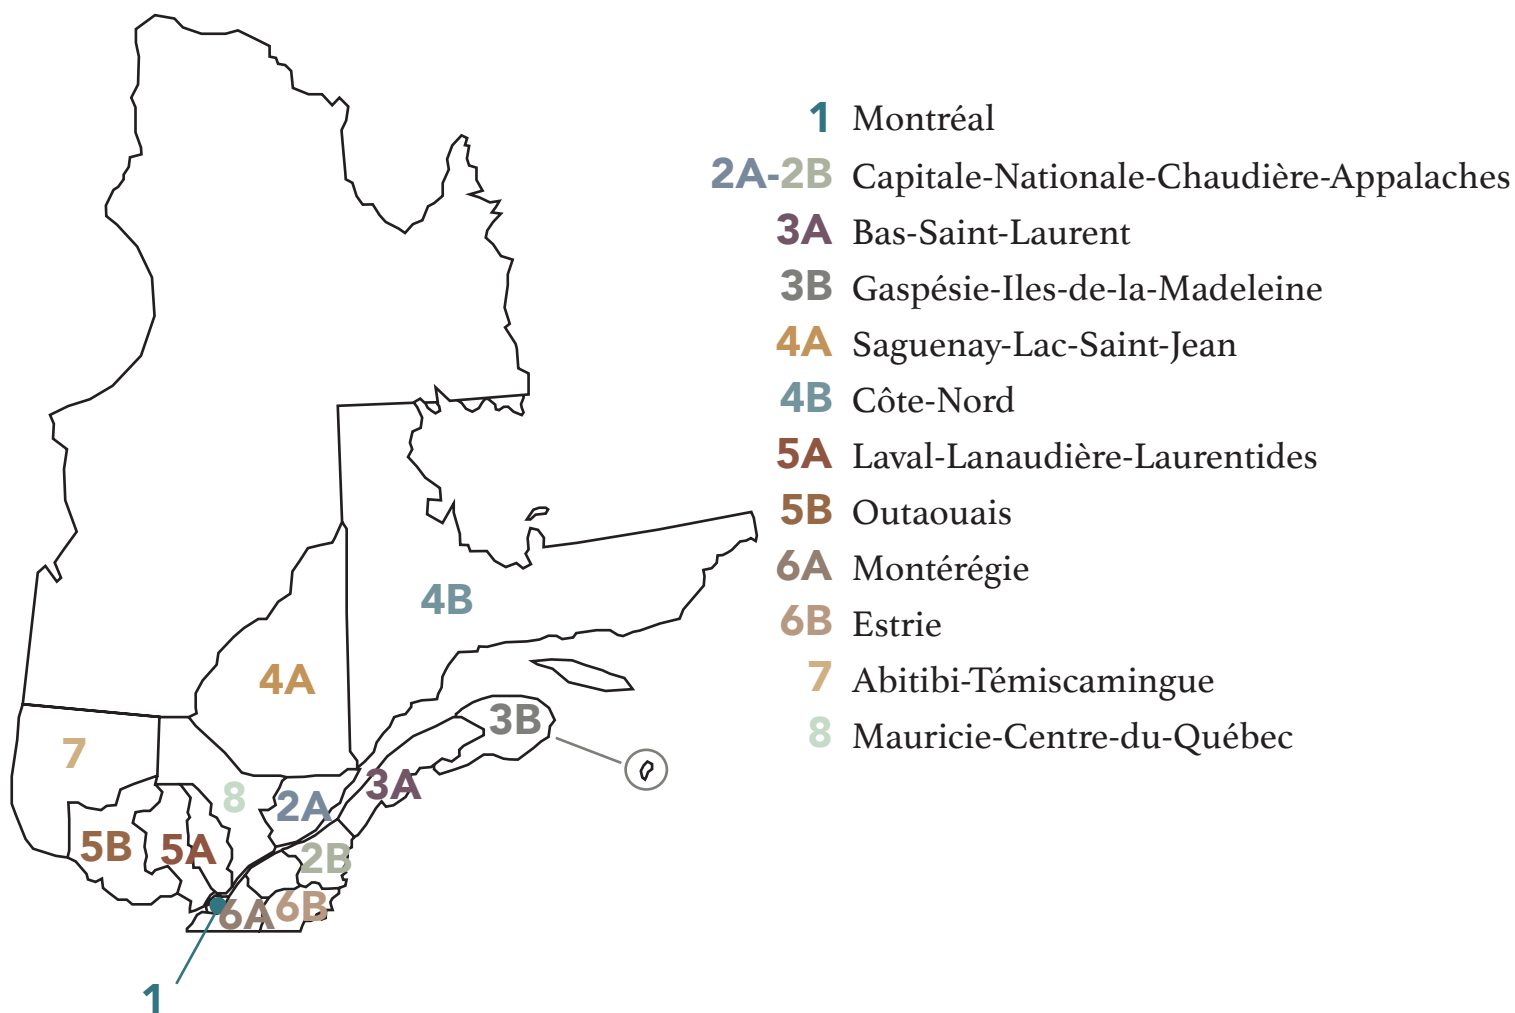 1 Montréal
2A-2B Capitale-Nationale-Chaudière-Appalaches
3A Bas-Saint-Laurent
3B Gaspésie-Iles-de-la-Madeleine
4A Saguenay-Lac-Saint-Jean
4B Côte-Nord
5A Laval-Lanaudière-Laurentides
5B Outaouais
6A Montérégie
6B Estrie
7 Abitibi-Témiscamingue
8 Mauricie-Centre-du-Québec
4B
4A
3B
7
3A
8
2A
5B
5A
2B
6A
6B
1